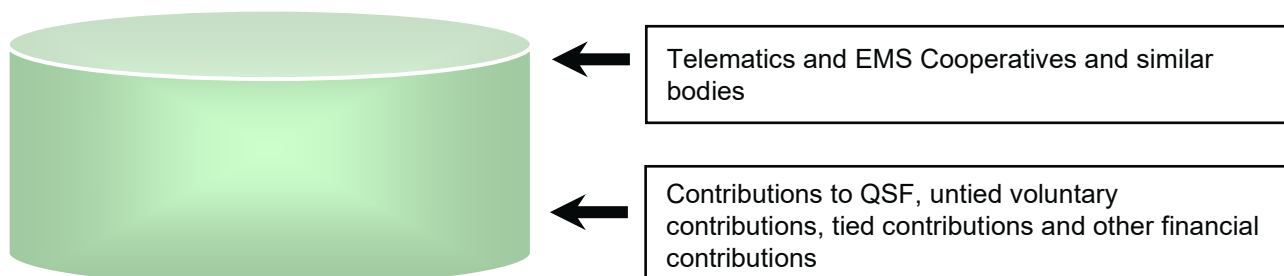 Telematics and EMS Cooperatives and similar
bodies
Contributions to QSF, untied voluntary
contributions, tied contributions and other financial
contributions